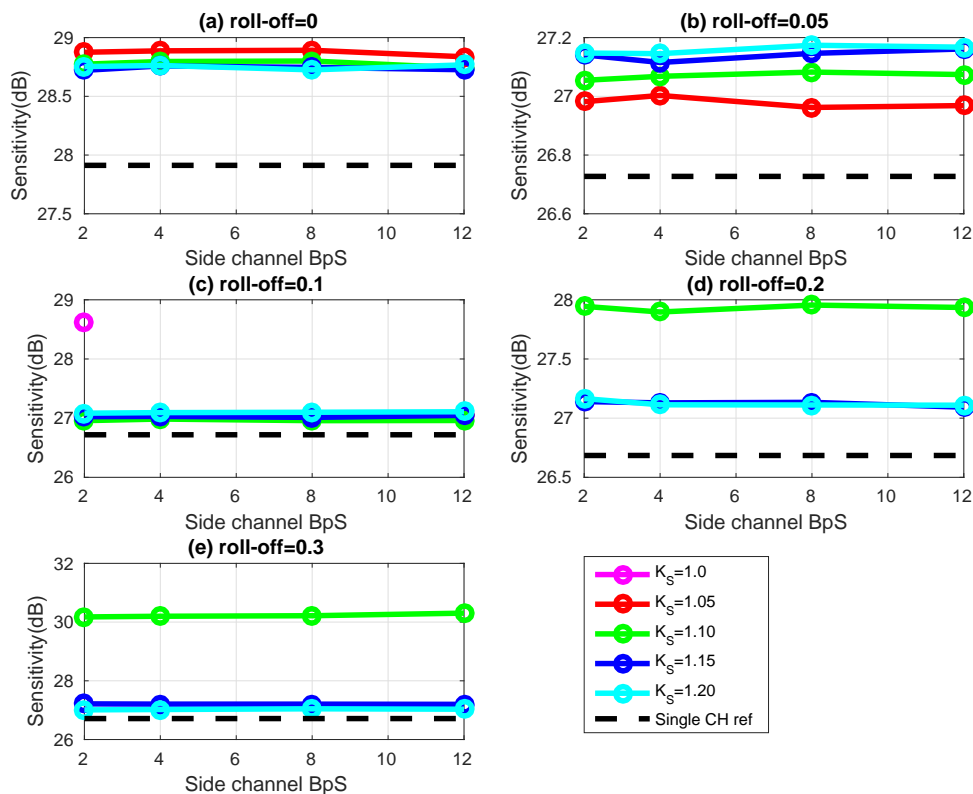 (a) roll-off=0
29
28.5
28
27.5
Sensitivity(dB)
2 4 6 8 10 12
Side channel BpS
(b) roll-off=0.05
27.2
27
26.8
26.6
Sensitivity(dB)
2 4 6 8 10 12
Side channel BpS
(c) roll-off=0.1
29
28
27
26
Sensitivity(dB)
2 4 6 8 10 12
Side channel BpS
(d) roll-off=0.2
28
27.5
27
26.5
Sensitivity(dB)
2 4 6 8 10 12
Side channel BpS
(e) roll-off=0.3
32
30
28
26
Sensitivity(dB)
2 4 6 8 10 12
Side channel BpS
K_S=1.0
K_S=1.05
K_S=1.10
K_S=1.15
K_S=1.20
Single CH ref